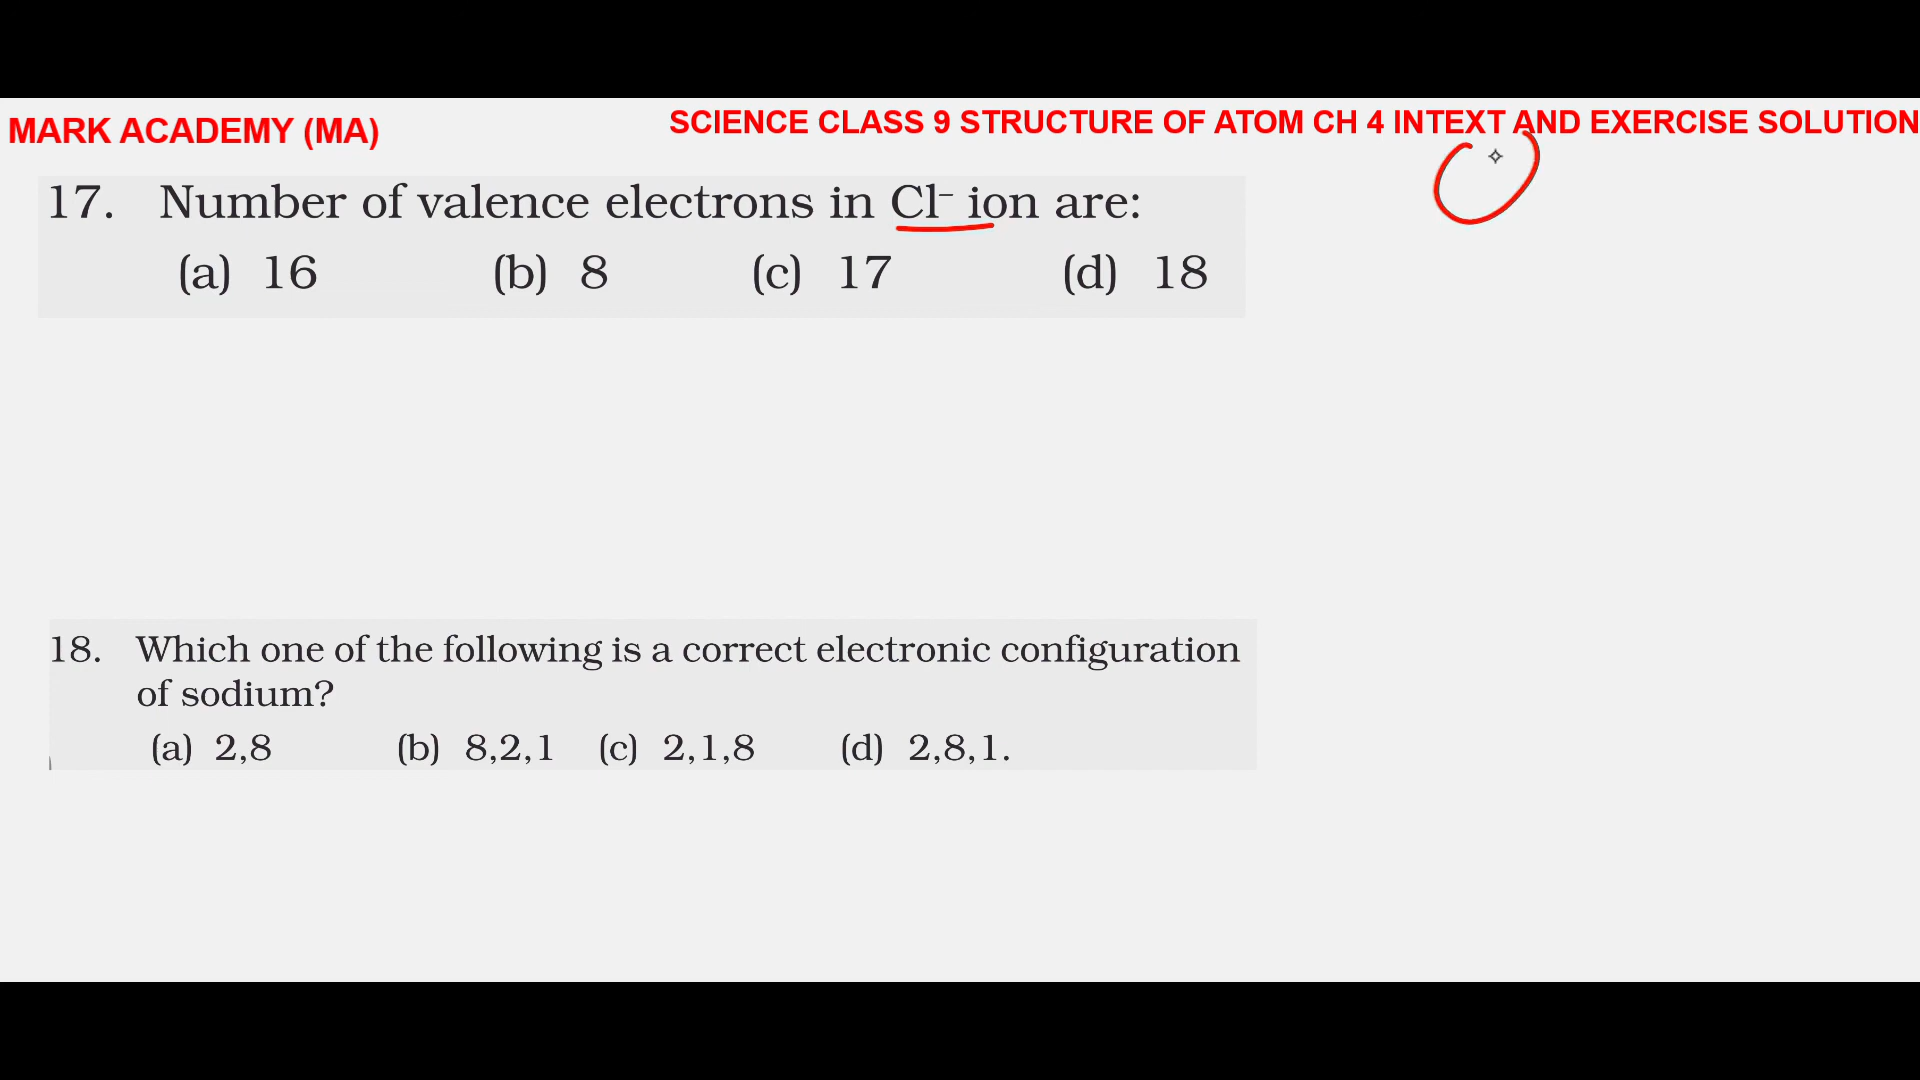 MARK ACADEMY (MA)
SCIENCE CLASS 9 STRUCTURE OF ATOM CH 4 INTEXT AND EXERCISE SOLUTION
17. Number of valence electrons in Cl⁻ ion are:
(a) 16 (b) 8 (c) 17 (d) 18
18. Which one of the following is a correct electronic configuration
of sodium?
(a) 2,8 (b) 8,2,1 (c) 2,1,8 (d) 2,8,1.